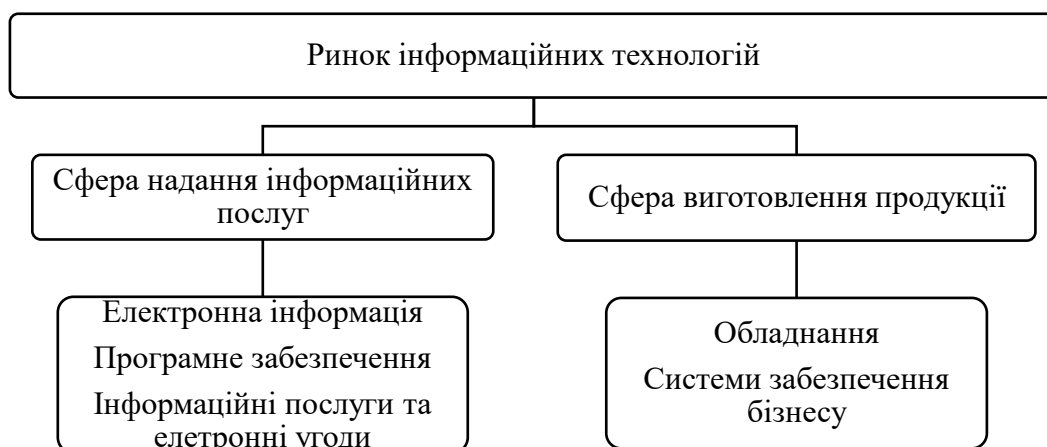 Ринок інформаційних технологій
Сфера надання інформаційних
послуг
Сфера виготовлення продукції
Електронна інформація
Програмне забезпечення
Інформаційні послуги та
елетронні угоди
Обладнання
Системи забезпечення
бізнесу